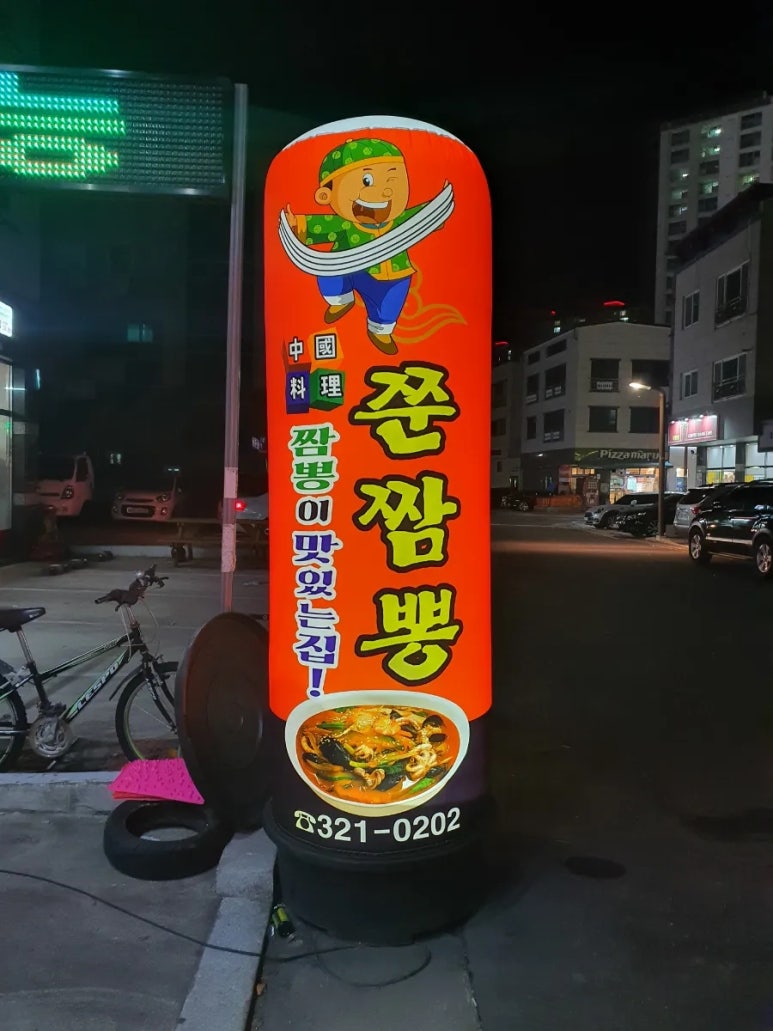 中國
料理
쭌짬뽕
짬뽕이 맛있는집!
☎321-0202
Pizzamaru